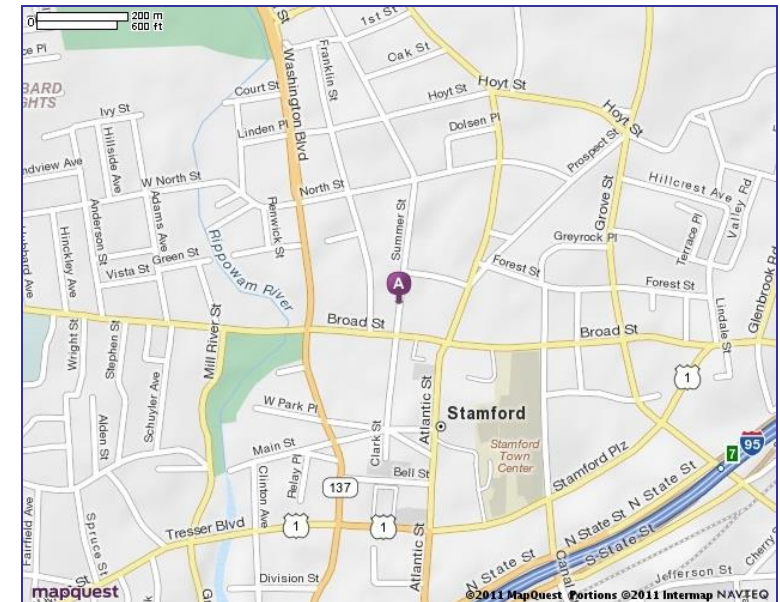 0 200 m
600 ft
1st St
Oak St
Franklin St
Washington Blvd
Court St
Hoyt St
Hoyt St
Hoyt St
Ivy St
Linden Pl
Dolsen Pl
Prospect St
Hillside Ave
W North St
North St
Hillcrest Ave
Valley Rd
Adams Ave
Anderson St
Renwick St
Summer St
Grove St
Terrace Pl
Greyrock Pl
Hinckley Ave
Green St
Vista St
Rippowam River
Forest St
Forest St
A
Lindale St
Glenbrook Rd
Mill River St
Broad St
Broad St
Wright St
Stephen St
Schuyler Ave
1
W Park Pl
Atlantic St
Stamford
Alden St
Clark St
Main St
Stamford
Town
Center
95
7
Bell St
Relay Pl
Clinton Ave
137
Stamford Plz
N State St
Fairfield Ave
Spruce St
Tresser Blvd
1
1
N State St
S State St
Atlantic St
N State St
Division St
Jefferson St
Cherry
mapquest
©2011 MapQuest Portions ©2011 Intermap NAVTEQ